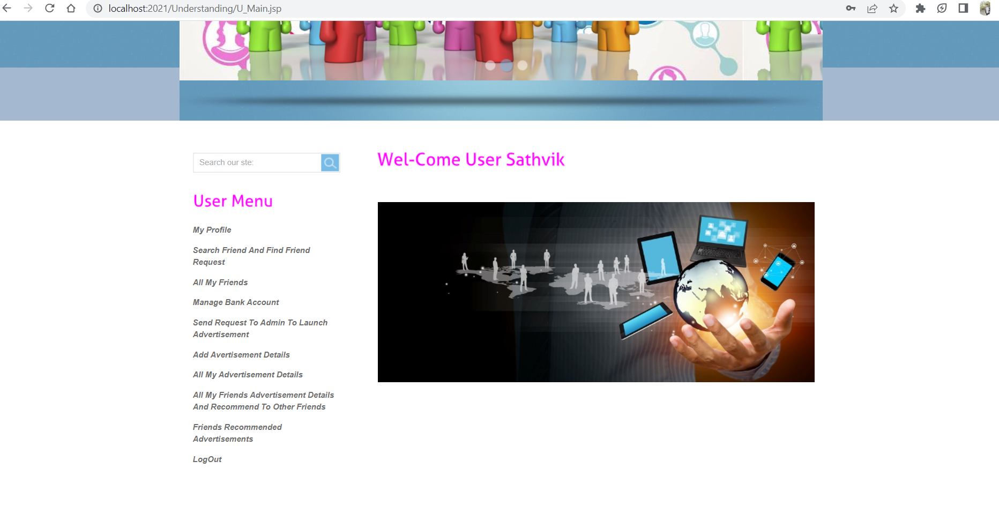 localhost:2021/Understanding/U_Main.jsp
Search our ste:
Wel-Come User Sathvik
User Menu
My Profile
Search Friend And Find Friend
Request
All My Friends
Manage Bank Account
Send Request To Admin To Launch
Advertisement
Add Avertisement Details
All My Advertisement Details
All My Friends Advertisement Details
And Recommend To Other Friends
Friends Recommended
Advertisements
LogOut